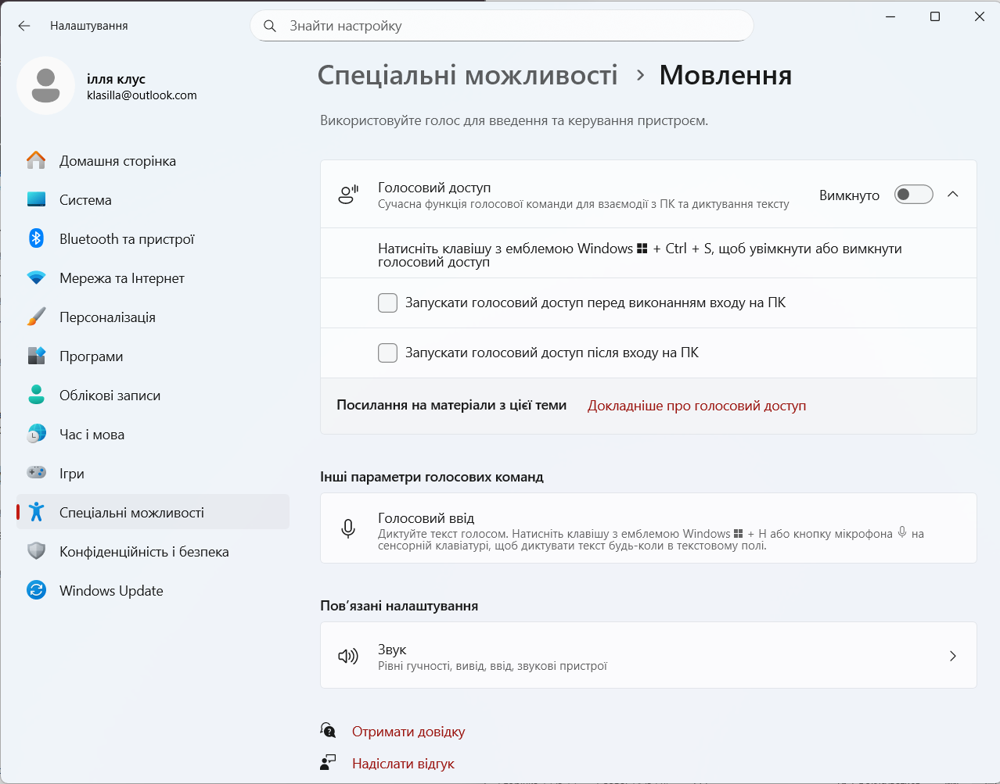 Налаштування
Знайти настройку
ілля клус
klasilla@outlook.com
Домашня сторінка
Система
Bluetooth та пристрої
Мережа та Інтернет
Персоналізація
Програми
Облікові записи
Час і мова
Ігри
Спеціальні можливості
Конфіденційність і безпека
Windows Update
Спеціальні можливості › Мовлення
Використовуйте голос для введення та керування пристроєм.
Голосовий доступ
Сучасна функція голосової команди для взаємодії з ПК та диктування тексту
Вимкнуто
Натисніть клавішу з емблемою Windows + Ctrl + S, щоб увімкнути або вимкнути
голосовий доступ
Запускати голосовий доступ перед виконанням входу на ПК
Запускати голосовий доступ після входу на ПК
Посилання на матеріали з цієї теми
Докладніше про голосовий доступ
Інші параметри голосових команд
Голосовий ввід
Диктуйте текст голосом. Натисніть клавішу з емблемою Windows + H або кнопку мікрофона на
сенсорній клавіатурі, щоб диктувати текст будь-коли в текстовому полі.
Пов’язані налаштування
Звук
Рівні гучності, вивід, ввід, звукові пристрої
Отримати довідку
Надіслати відгук